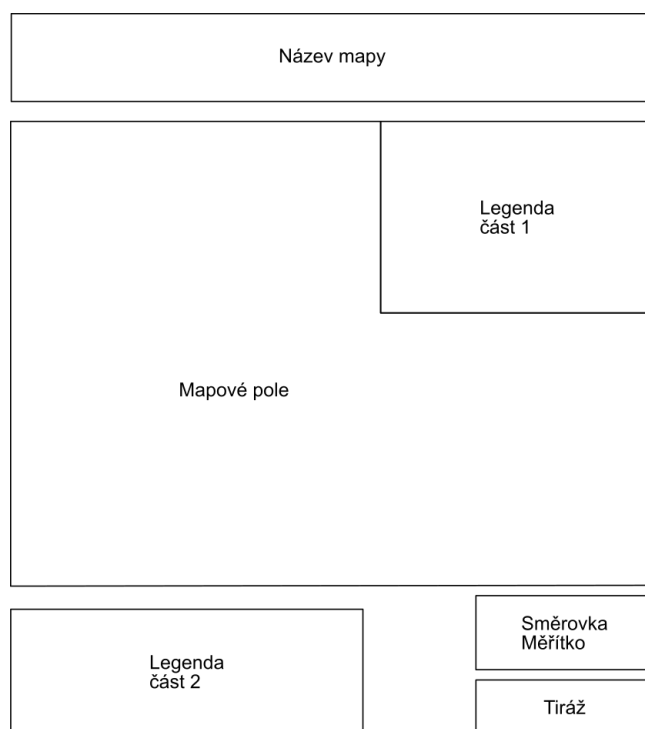 Název mapy
Legenda
část 1
Mapové pole
Legenda
část 2
Směrovka
Měřítko
Tiráž